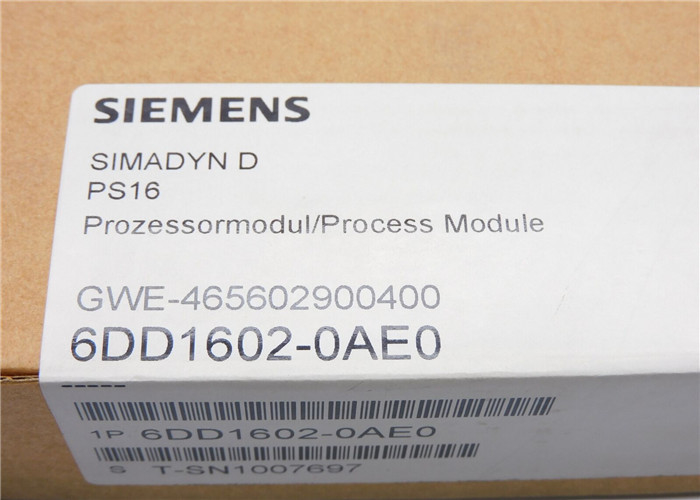 SIEMENS
SIMADYN D
PS16
Prozessormodul/Process Module
GWE-465602900400
6DD1602-0AE0
1P 6DD1602-0AE0
S T-SN1007697